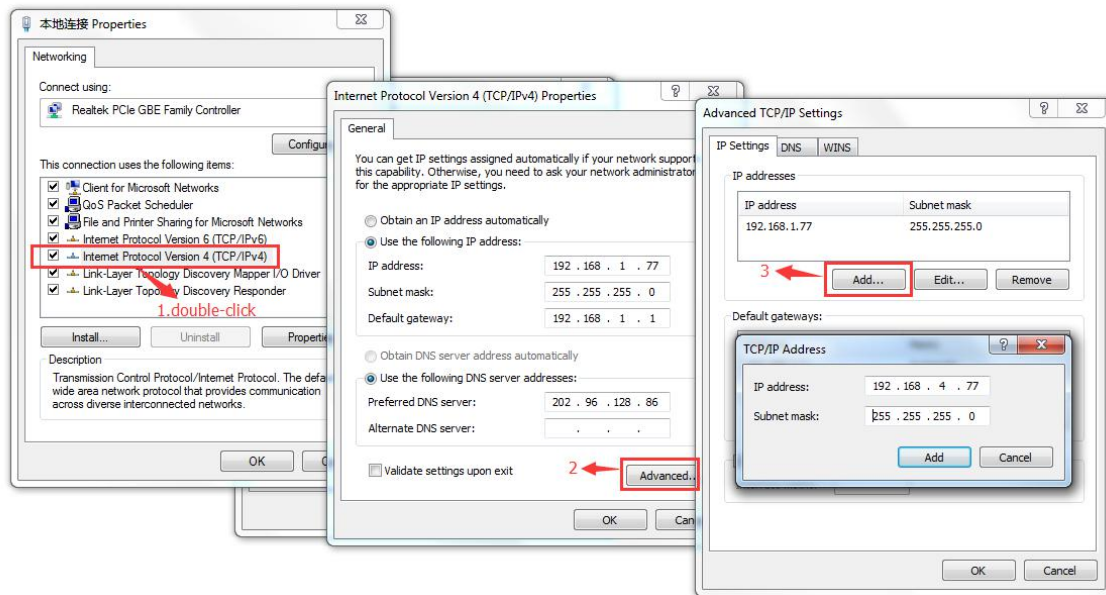 本地连接 Properties
Networking
Connect using:
Realtek PCIe GBE Family Controller
This connection uses the following items:
Client for Microsoft Networks
QoS Packet Scheduler
File and Printer Sharing for Microsoft Networks
Internet Protocol Version 6 (TCP/IPv6)
Internet Protocol Version 4 (TCP/IPv4)
Link-Layer Topology Discovery Mapper I/O Driver
Link-Layer Topology Discovery Responder
1.double-click
Install...
Uninstall
Description
Transmission Control Protocol/Internet Protocol. The
wide area network protocol that provides communication
across diverse interconnected networks.
OK
Internet Protocol Version 4 (TCP/IPv4) Properties
General
You can get IP settings assigned automatically if your network support
this capability. Otherwise, you need to ask your network administrator
for the appropriate IP settings.
Obtain an IP address automatically
Use the following IP address:
IP address: 192 . 168 . 1 . 77
Subnet mask: 255 . 255 . 255 . 0
Default gateway: 192 . 168 . 1 . 1
Obtain DNS server address automatically
Use the following DNS server addresses:
Preferred DNS server: 202 . 96 . 128 . 86
Alternate DNS server: . . .
Validate settings upon exit
2
Advanced..
OK
Advanced TCP/IP Settings
IP Settings DNS WINS
IP addresses
IP address Subnet mask
192.168.1.77 255.255.255.0
3
Add... Edit... Remove
Default gateways:
TCP/IP Address
IP address: 192 . 168 . 4 . 77
Subnet mask: 255 . 255 . 255 . 0
Add Cancel
OK Cancel